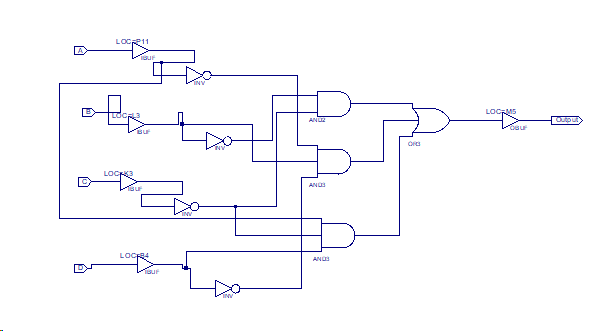 LOC=P11
A
IBUF
INV
B
LOC=L3
IBUF
INV
AND2
LOC=M5
OBUF
Output
OR3
AND3
C
LOC=K3
IBUF
INV
D
LOC=B4
IBUF
INV
AND3